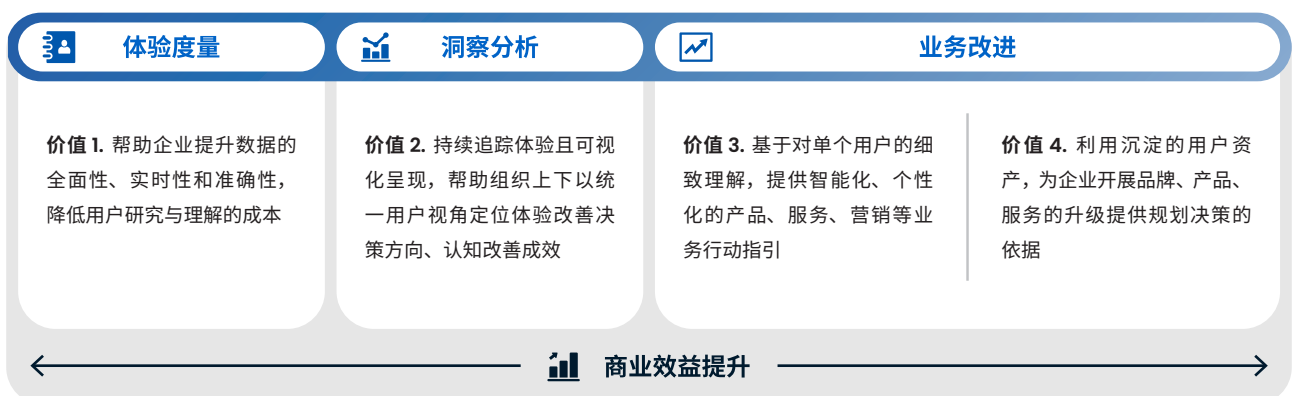 体验度量
洞察分析
业务改进
价值 1. 帮助企业提升数据的
全面性、实时性和准确性，
降低用户研究与理解的成本
价值 2. 持续追踪体验且可视
化呈现，帮助组织上下以统
一用户视角定位体验改善决
策方向、认知改善成效
价值 3. 基于对单个用户的细
致理解，提供智能化、个性
化的产品、服务、营销等业
务行动指引
价值 4. 利用沉淀的用户资
产，为企业开展品牌、产品、
服务的升级提供规划决策的
依据
商业效益提升